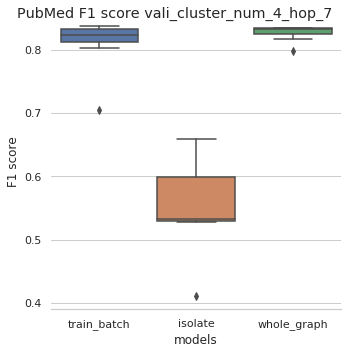 PubMed F1 score vali_cluster_num_4_hop_7
0.8
0.7
0.6
0.5
0.4
F1 score
train_batch isolate whole_graph
models